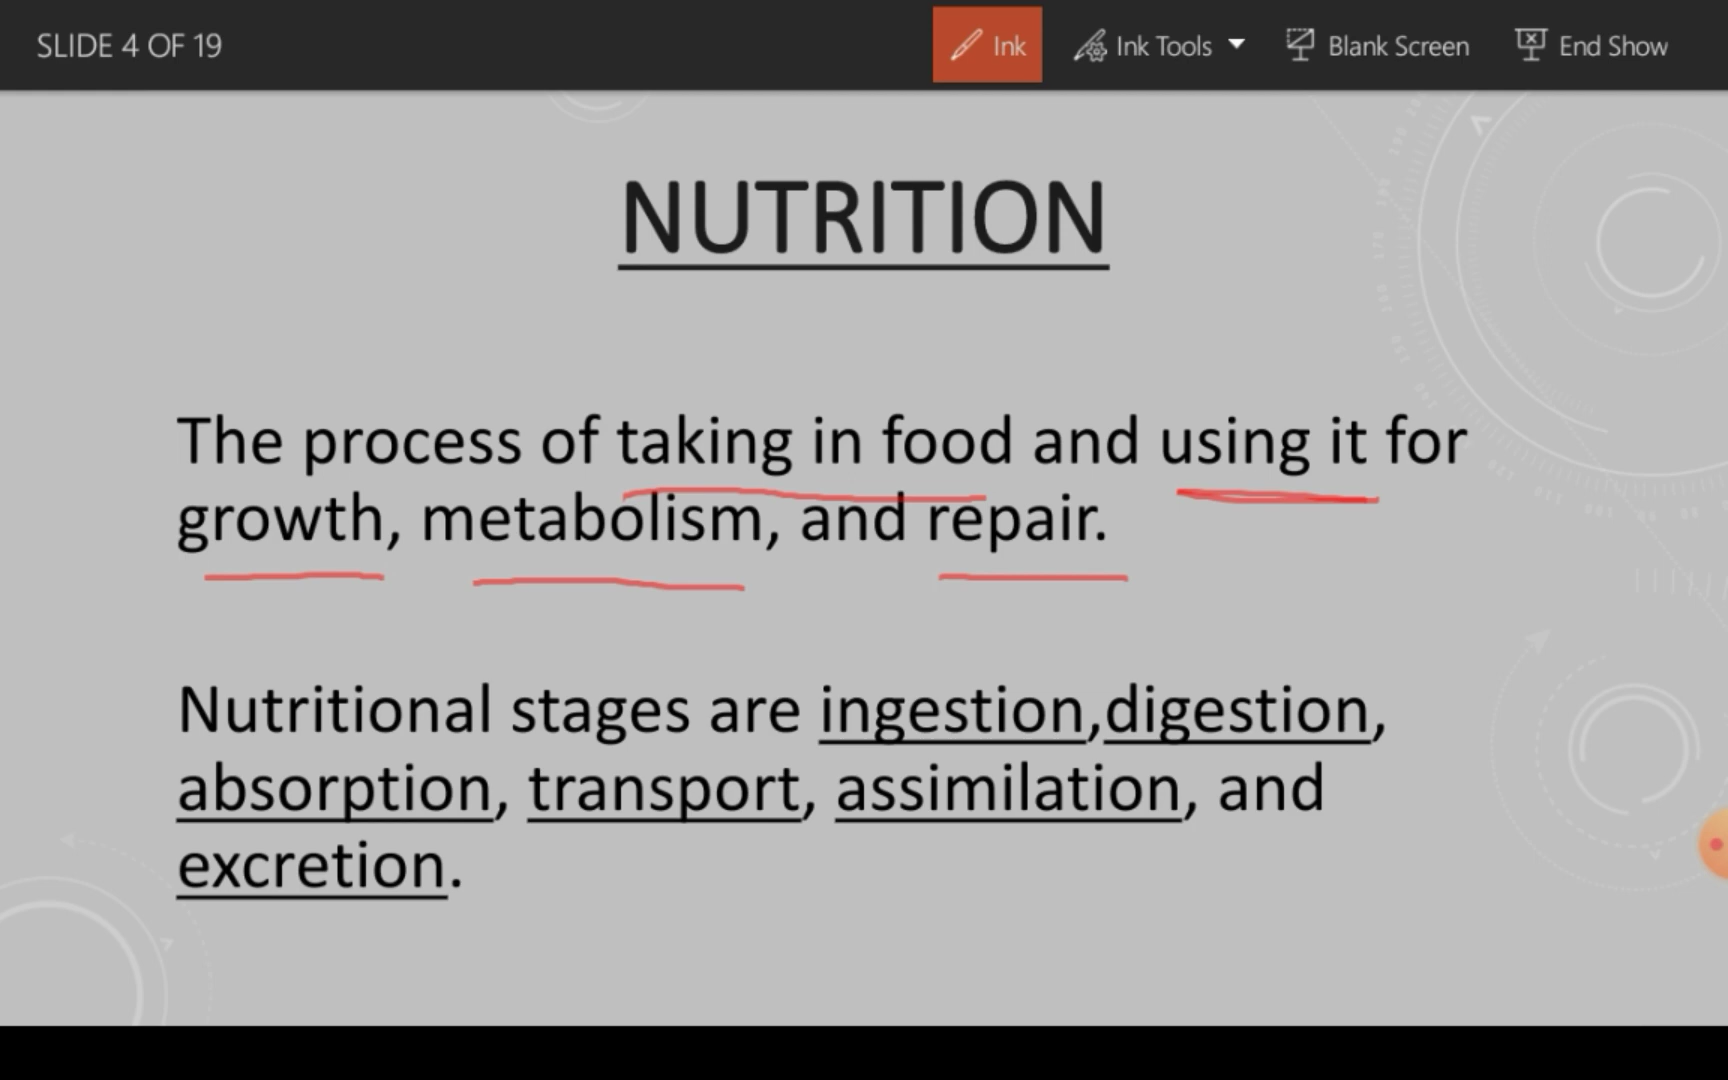 SLIDE 4 OF 19
Ink
Ink Tools
Blank Screen
End Show
NUTRITION
The process of taking in food and using it for
growth, metabolism, and repair.
Nutritional stages are ingestion,digestion,
absorption, transport, assimilation, and
excretion.